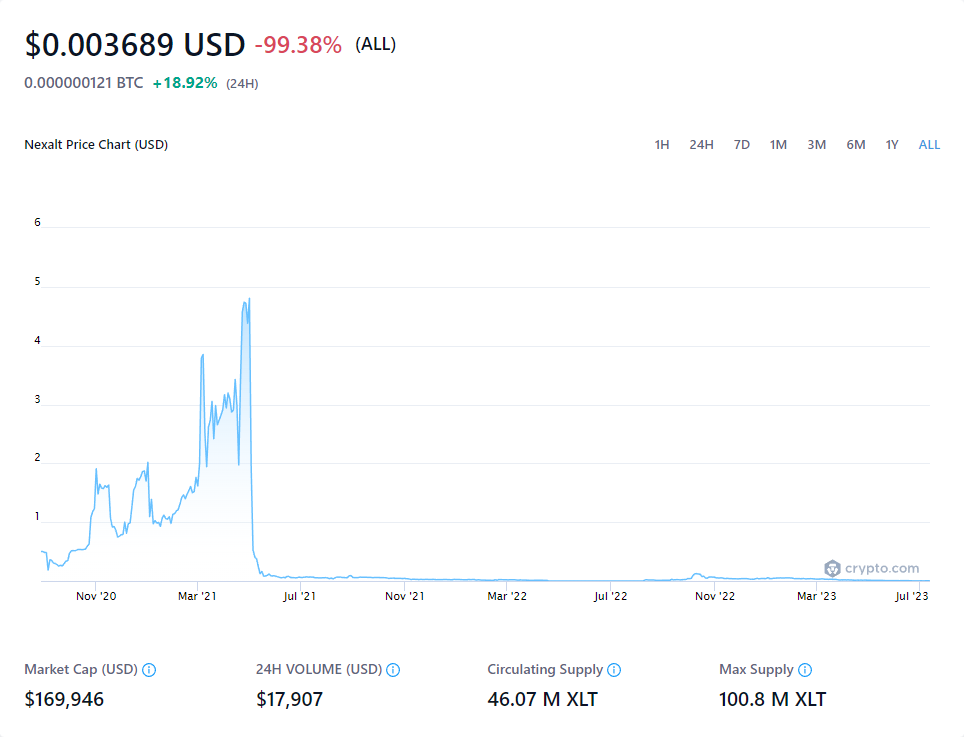 $0.003689 USD -99.38% (ALL)
0.000000121 BTC +18.92% (24H)
Nexalt Price Chart (USD) 1H 24H 7D 1M 3M 6M 1Y ALL
6
5
4
3
2
1
crypto.com
Nov '20 Mar '21 Jul '21 Nov '21 Mar '22 Jul '22 Nov '22 Mar '23 Jul '23
Market Cap (USD) 24H VOLUME (USD) Circulating Supply Max Supply
$169,946 $17,907 46.07 M XLT 100.8 M XLT